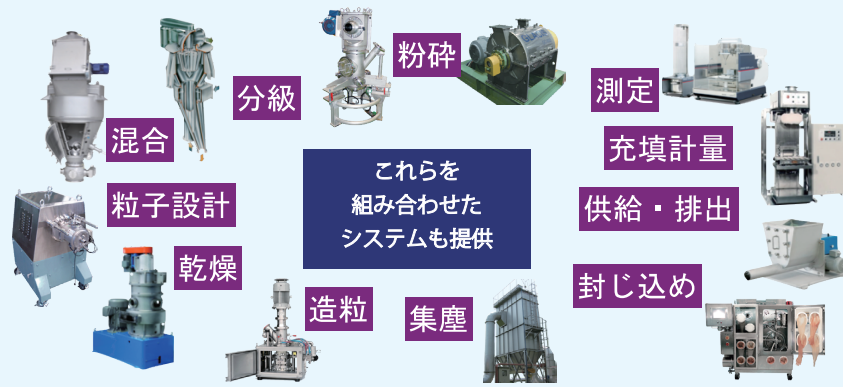 粉砕
分級
測定
混合
充填計量
これらを
組み合わせた
システムも提供
粒子設計
供給・排出
乾燥
封じ込め
造粒
集塵